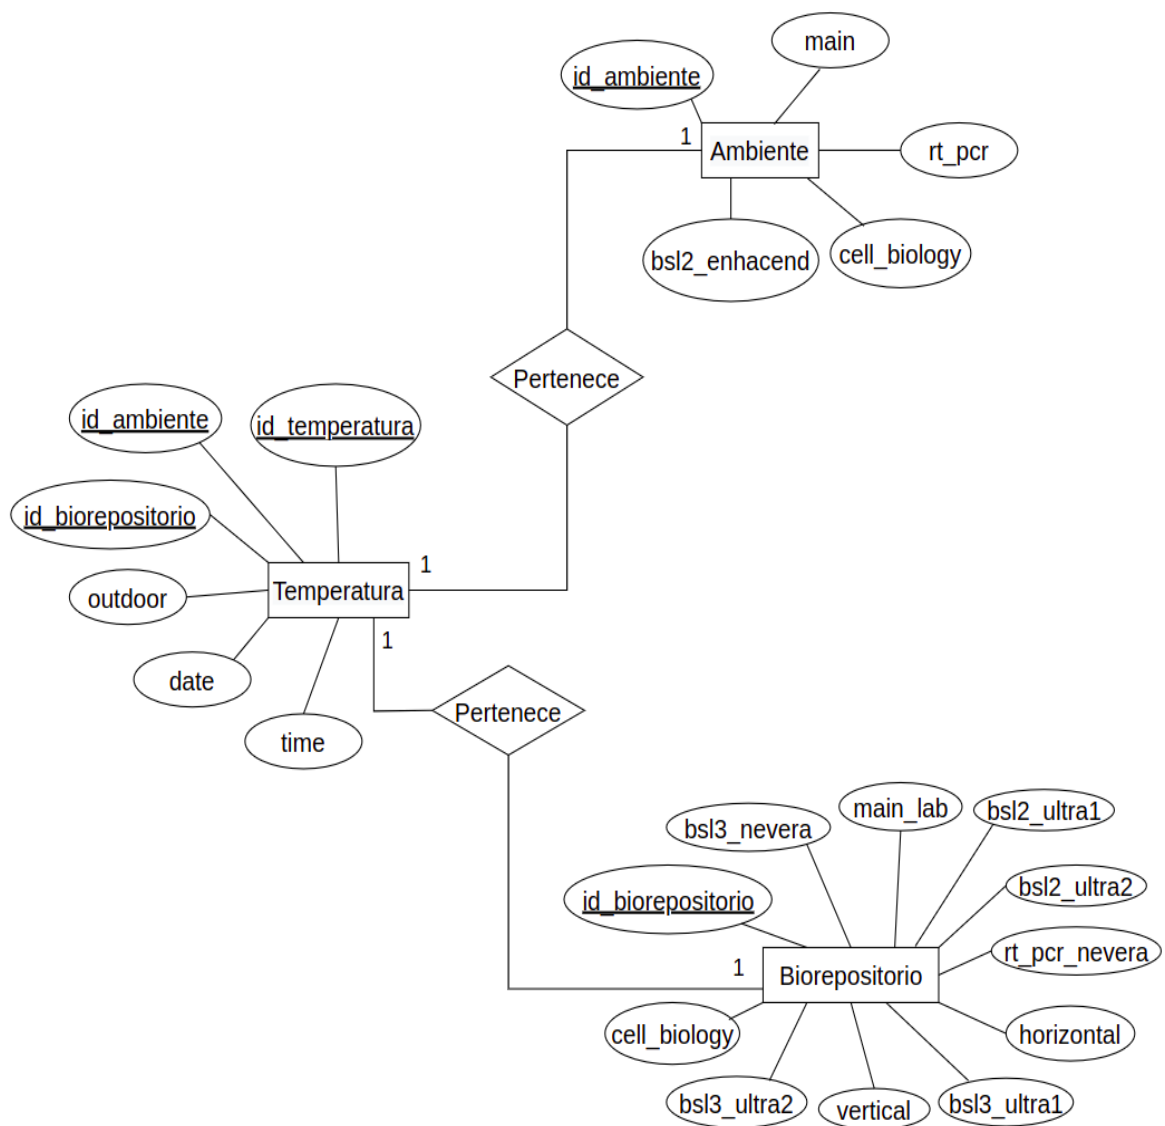 main
id_ambiente
1
Ambiente
rt_pcr
bsl2_enhacend
cell_biology
Pertenece
id_ambiente
id_temperatura
id_biorepositorio
1
Temperatura
outdoor
1
date
time
Pertenece
main_lab
bsl2_ultra1
bsl3_nevera
bsl2_ultra2
id_biorepositorio
rt_pcr_nevera
1
Biorepositorio
cell_biology
horizontal
bsl3_ultra2
vertical
bsl3_ultra1